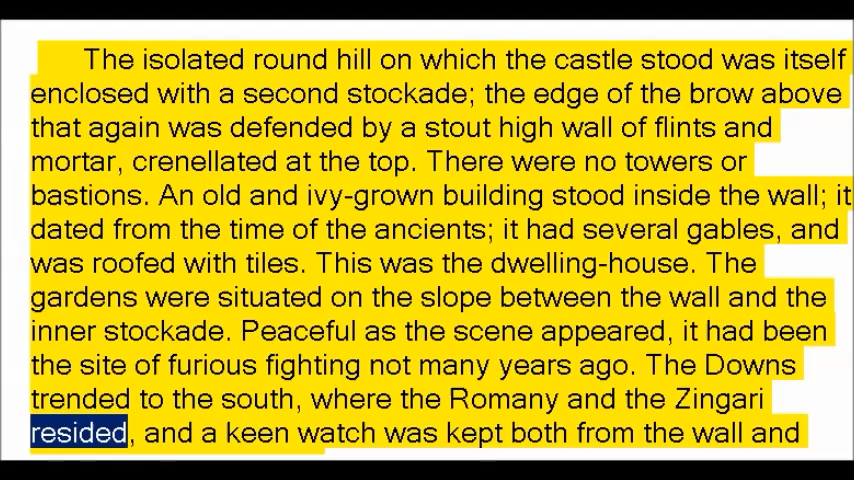 The isolated round hill on which the castle stood was itself
enclosed with a second stockade; the edge of the brow above
that again was defended by a stout high wall of flints and
mortar, crenellated at the top. There were no towers or
bastions. An old and ivy-grown building stood inside the wall; it
dated from the time of the ancients; it had several gables, and
was roofed with tiles. This was the dwelling-house. The
gardens were situated on the slope between the wall and the
inner stockade. Peaceful as the scene appeared, it had been
the site of furious fighting not many years ago. The Downs
trended to the south, where the Romany and the Zingari
resided, and a keen watch was kept both from the wall and